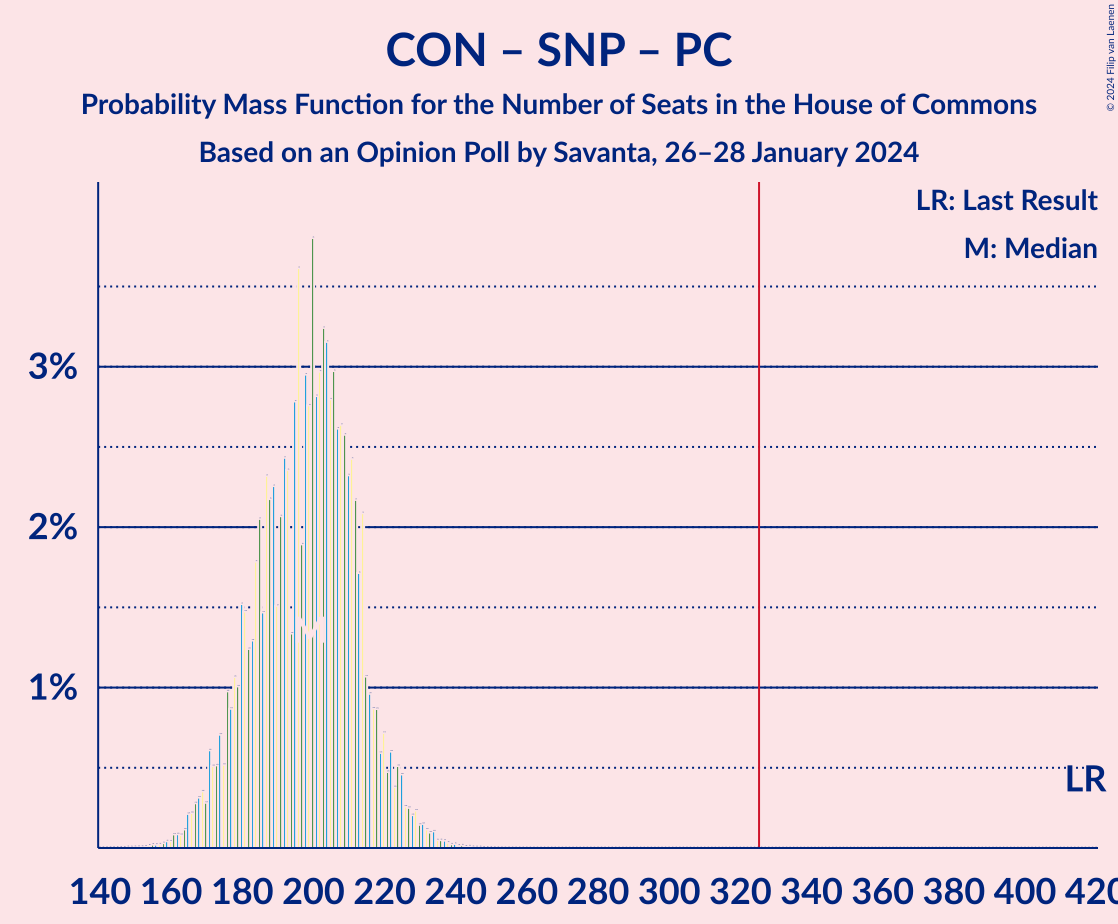 CON – SNP – PC
Probability Mass Function for the Number of Seats in the House of Commons
Based on an Opinion Poll by Savanta, 26–28 January 2024
© 2024 Filip van Laenen
LR: Last Result
M: Median
3%
2%
1%
LR
140 160 180 200 220 240 260 280 300 320 340 360 380 400 420